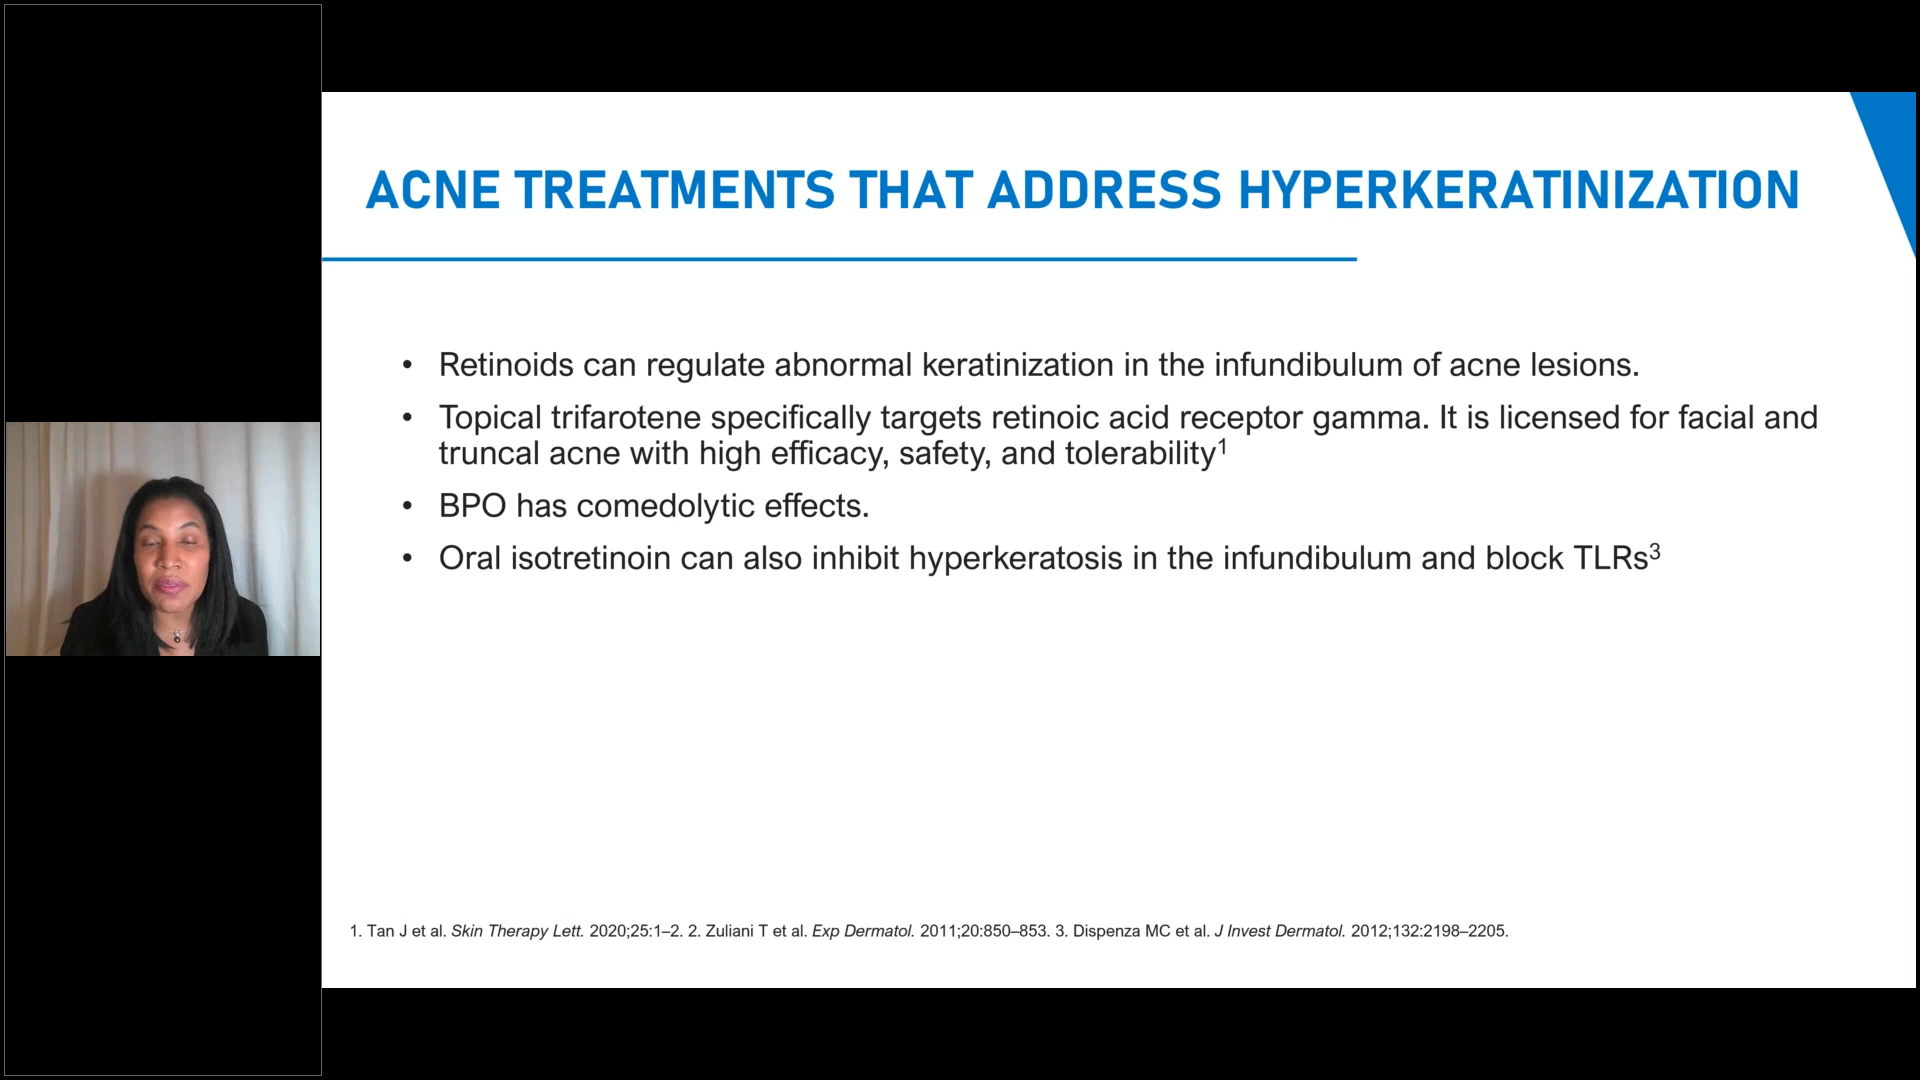 ACNE TREATMENTS THAT ADDRESS HYPERKERATINIZATION
• Retinoids can regulate abnormal keratinization in the infundibulum of acne lesions.
• Topical trifarotene specifically targets retinoic acid receptor gamma. It is licensed for facial and
truncal acne with high efficacy, safety, and tolerability¹
• BPO has comedolytic effects.
• Oral isotretinoin can also inhibit hyperkeratosis in the infundibulum and block TLRs³
1. Tan J et al. Skin Therapy Lett. 2020;25:1–2. 2. Zuliani T et al. Exp Dermatol. 2011;20:850–853. 3. Dispenza MC et al. J Invest Dermatol. 2012;132:2198–2205.